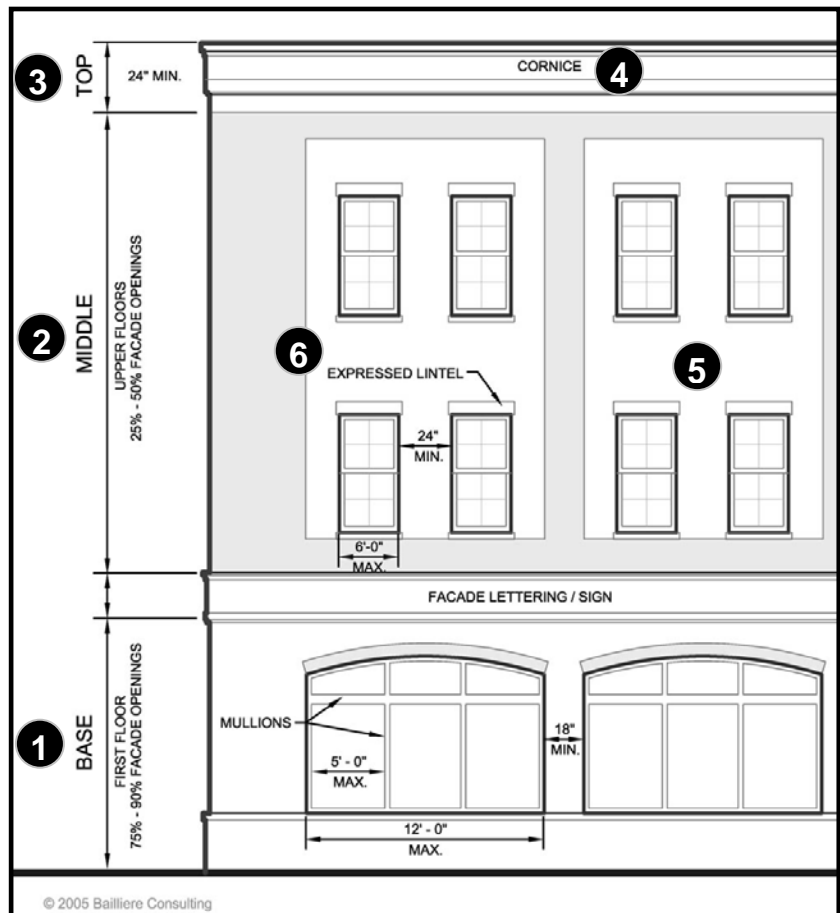 3
TOP
24" MIN.
CORNICE
4
2
MIDDLE
UPPER FLOORS
25% - 50% FACADE OPENINGS
6
EXPRESSED LINTEL
5
24"
MIN.
6'-0"
MAX.
FACADE LETTERING / SIGN
1
BASE
FIRST FLOOR
75% - 90% FACADE OPENINGS
MULLIONS
5' - 0"
MAX.
18"
MIN.
12' - 0"
MAX.
© 2005 Bailliere Consulting